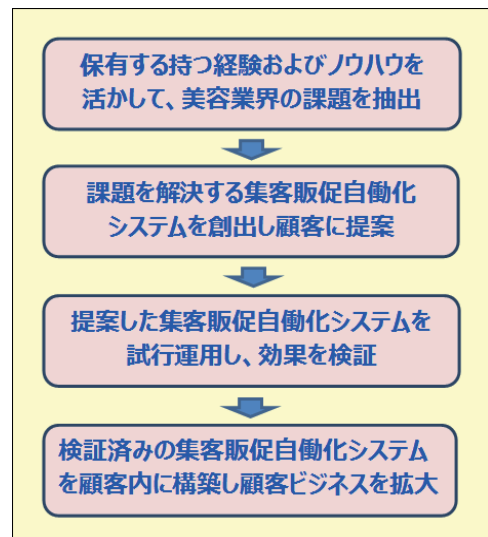 保有する持つ経験およびノウハウを
活かして、美容業界の課題を抽出
課題を解決する集客販促自働化
システムを創出し顧客に提案
提案した集客販促自働化システムを
試行運用し、効果を検証
検証済みの集客販促自働化システム
を顧客内に構築し顧客ビジネスを拡大